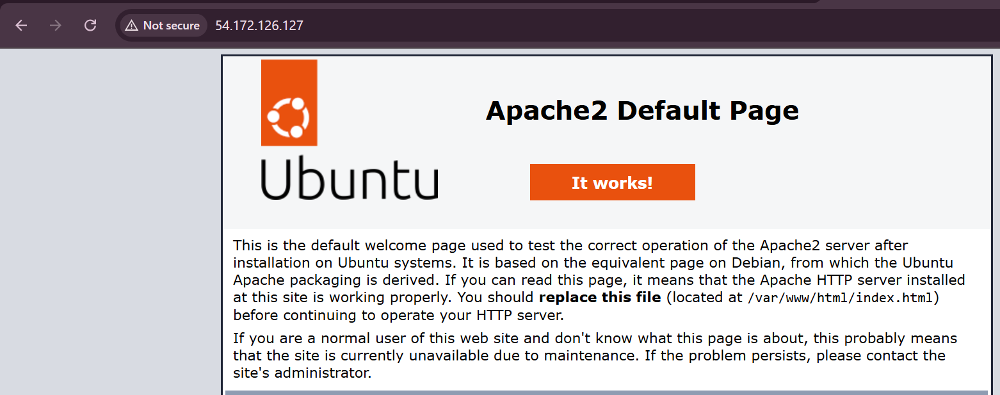 Not secure 54.172.126.127
Apache2 Default Page
Ubuntu
It works!
This is the default welcome page used to test the correct operation of the Apache2 server after
installation on Ubuntu systems. It is based on the equivalent page on Debian, from which the Ubuntu
Apache packaging is derived. If you can read this page, it means that the Apache HTTP server installed
at this site is working properly. You should replace this file (located at /var/www/html/index.html)
before continuing to operate your HTTP server.
If you are a normal user of this web site and don't know what this page is about, this probably means
that the site is currently unavailable due to maintenance. If the problem persists, please contact the
site's administrator.